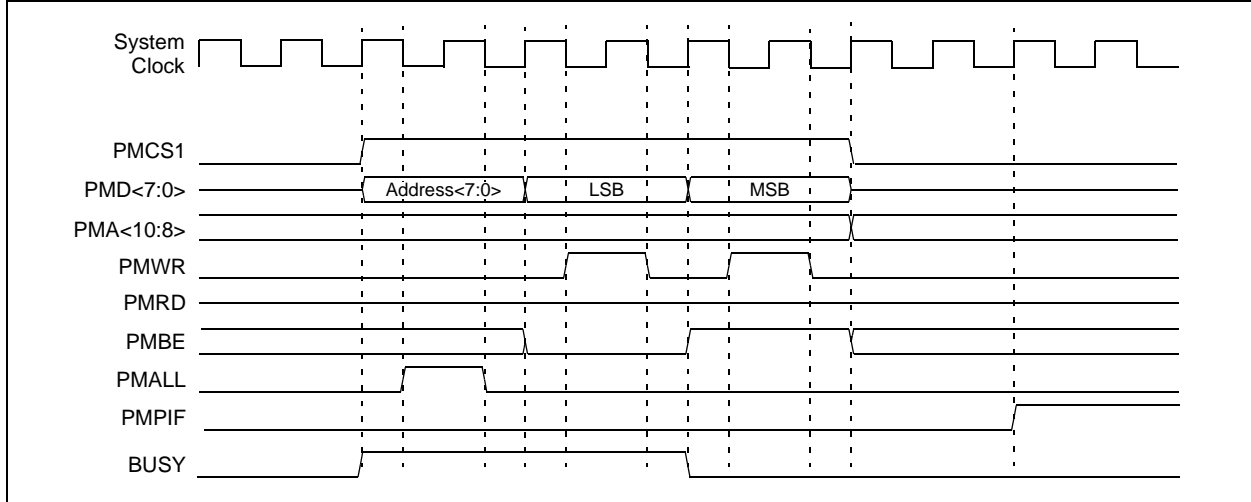 System
Clock
PMCS1
PMD<7:0>
Address<7:0>
LSB
MSB
PMA<10:8>
PMWR
PMRD
PMBE
PMALL
PMPIF
BUSY